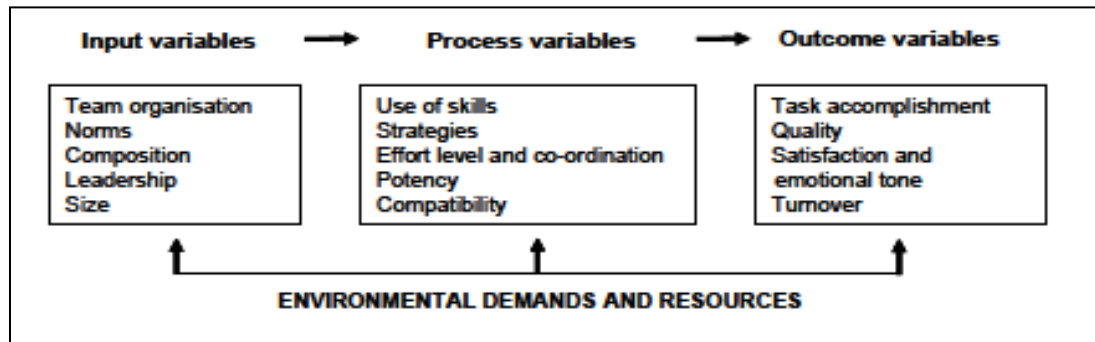 Input variables
Process variables
Outcome variables
Team organisation
Norms
Composition
Leadership
Size
Use of skills
Strategies
Effort level and co-ordination
Potency
Compatibility
Task accomplishment
Quality
Satisfaction and
emotional tone
Turnover
ENVIRONMENTAL DEMANDS AND RESOURCES